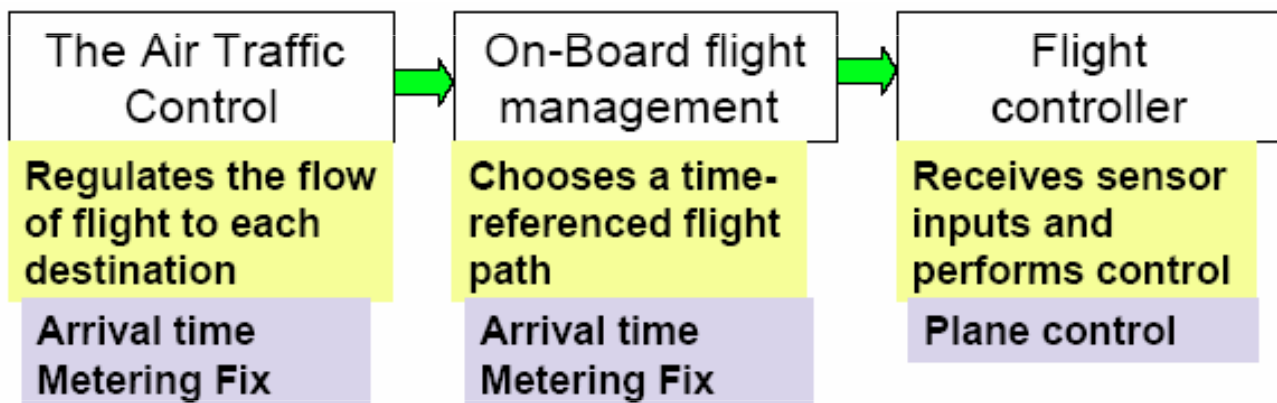 The Air Traffic
Control
Regulates the flow
of flight to each
destination
Arrival time
Metering Fix
On-Board flight
management
Chooses a time-
referenced flight
path
Arrival time
Metering Fix
Flight
controller
Receives sensor
inputs and
performs control
Plane control